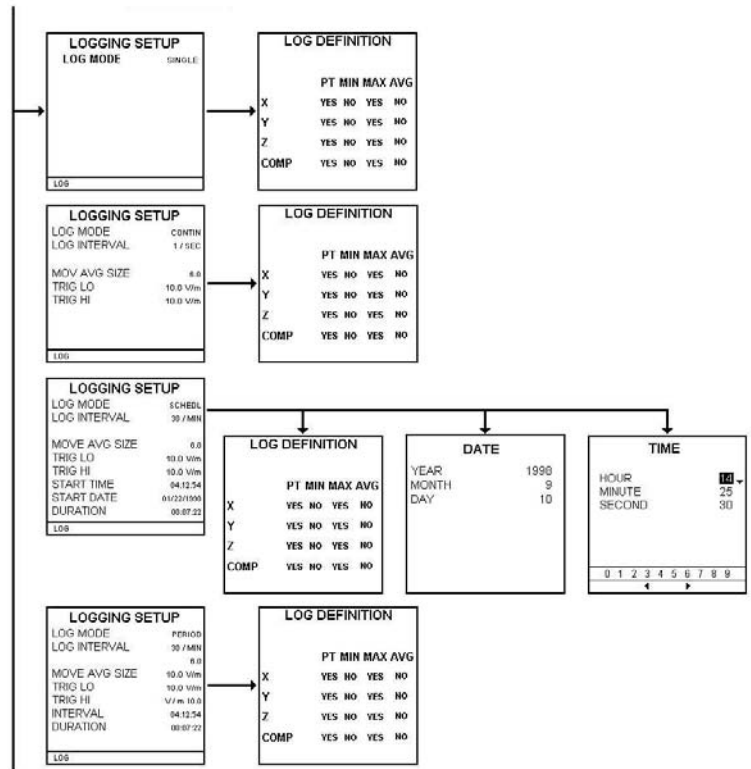 LOGGING SETUP
LOG MODE SINGLE
LOG
LOG DEFINITION
PT MIN MAX AVG
X YES NO YES NO
Y YES NO YES NO
Z YES NO YES NO
COMP YES NO YES NO
LOGGING SETUP
LOG MODE CONTIN
LOG INTERVAL 1 / SEC
MOV AVG SIZE 6.0
TRIG LO 10.0 V/m
TRIG HI 10.0 V/m
LOG
LOG DEFINITION
PT MIN MAX AVG
X YES NO YES NO
Y YES NO YES NO
Z YES NO YES NO
COMP YES NO YES NO
LOGGING SETUP
LOG MODE SCHEDL
LOG INTERVAL 30 / MIN
MOVE AVG SIZE 6.0
TRIG LO 10.0 V/m
TRIG HI 10.0 V/m
START TIME 04:12:54
START DATE 01/22/1998
DURATION 00:07:22
LOG
LOG DEFINITION
PT MIN MAX AVG
X YES NO YES NO
Y YES NO YES NO
Z YES NO YES NO
COMP YES NO YES NO
DATE
YEAR 1998
MONTH 9
DAY 10
TIME
HOUR 14
MINUTE 25
SECOND 30
0 1 2 3 4 5 6 7 8 9
LOGGING SETUP
LOG MODE PERIOD
LOG INTERVAL 30 / MIN
6.0
MOVE AVG SIZE 10.0 V/m
TRIG LO 10.0 V/m
TRIG HI V / m 10.0
INTERVAL 04:12:54
DURATION 00:07:22
LOG
LOG DEFINITION
PT MIN MAX AVG
X YES NO YES NO
Y YES NO YES NO
Z YES NO YES NO
COMP YES NO YES NO